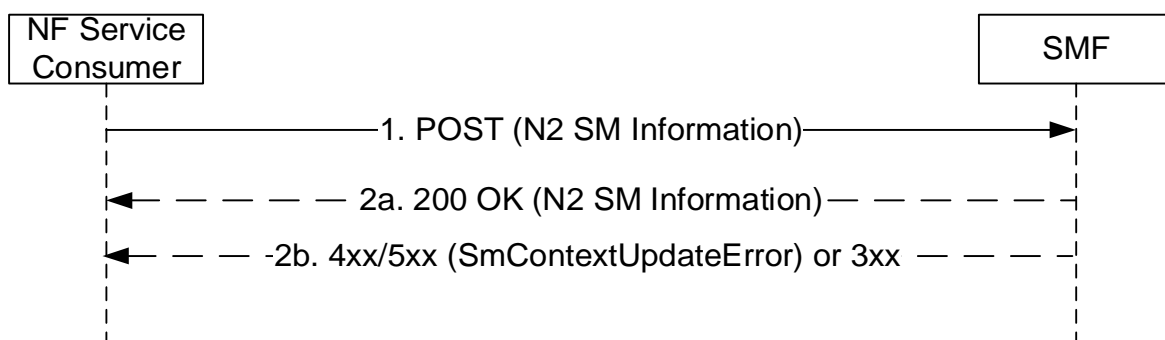 NF Service
Consumer
SMF
1. POST (N2 SM Information)
2a. 200 OK (N2 SM Information)
2b. 4xx/5xx (SmContextUpdateError) or 3xx